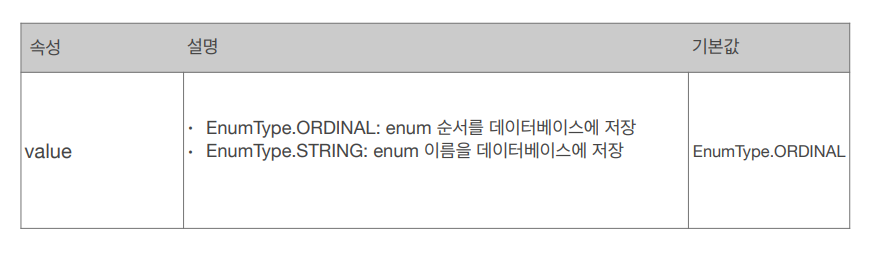 속성 설명 기본값
value
· EnumType.ORDINAL: enum 순서를 데이터베이스에 저장
· EnumType.STRING: enum 이름을 데이터베이스에 저장
EnumType.ORDINAL